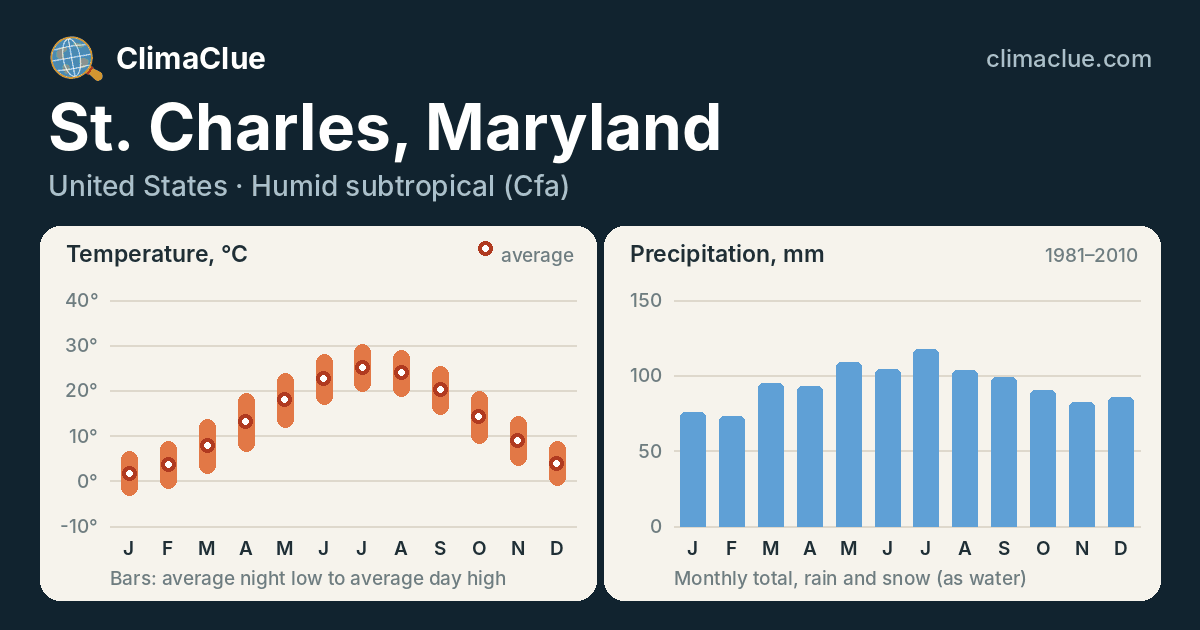 ClimaClue
climaclue.com
St. Charles, Maryland
United States · Humid subtropical (Cfa)
Temperature, °C
average
40°
30°
20°
10°
0°
-10°
J F M A M J J A S O N D
Bars: average night low to average day high
Precipitation, mm
1981–2010
150
100
50
0
J F M A M J J A S O N D
Monthly total, rain and snow (as water)